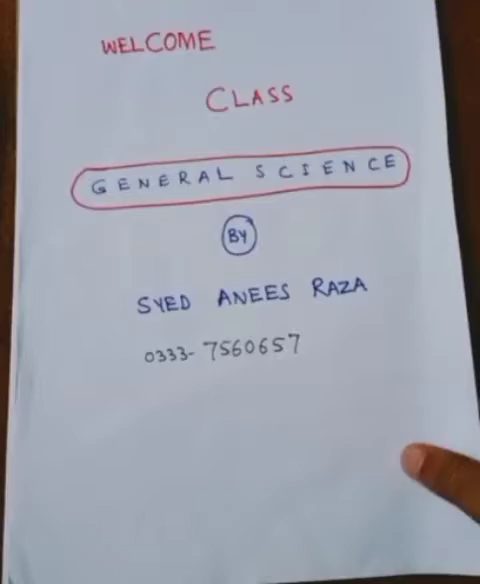 WELCOME
CLASS
GENERAL SCIENCE
BY
SYED ANEES RAZA
0333-7560657